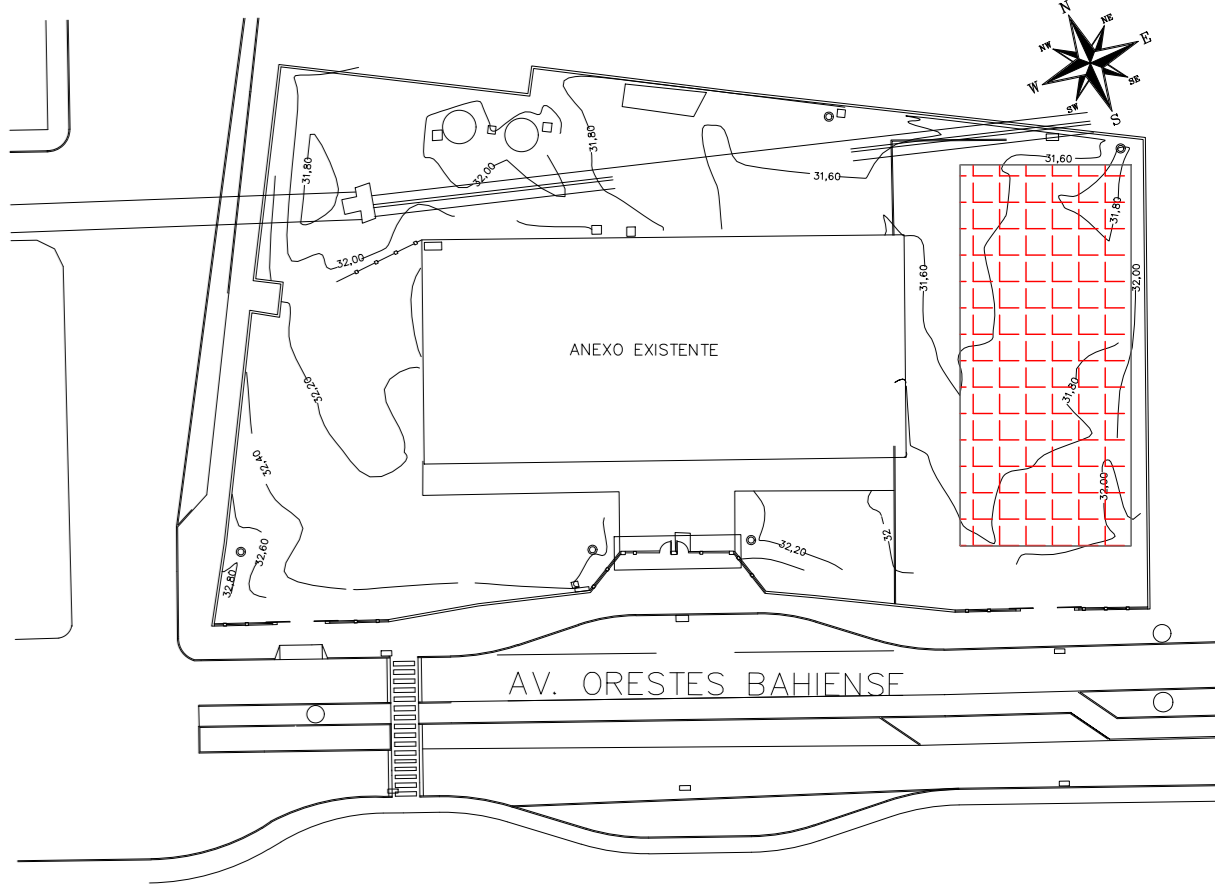 N
NE
NW
E
W
SE
SW
S
31,80
31,80
32,00
31,60
31,60
31,80
32,00
32,00
31,60
ANEXO EXISTENTE
32,20
31,80
32,40
32,00
32,60
32,20
32
32,80
AV. ORESTES BAHIENSE